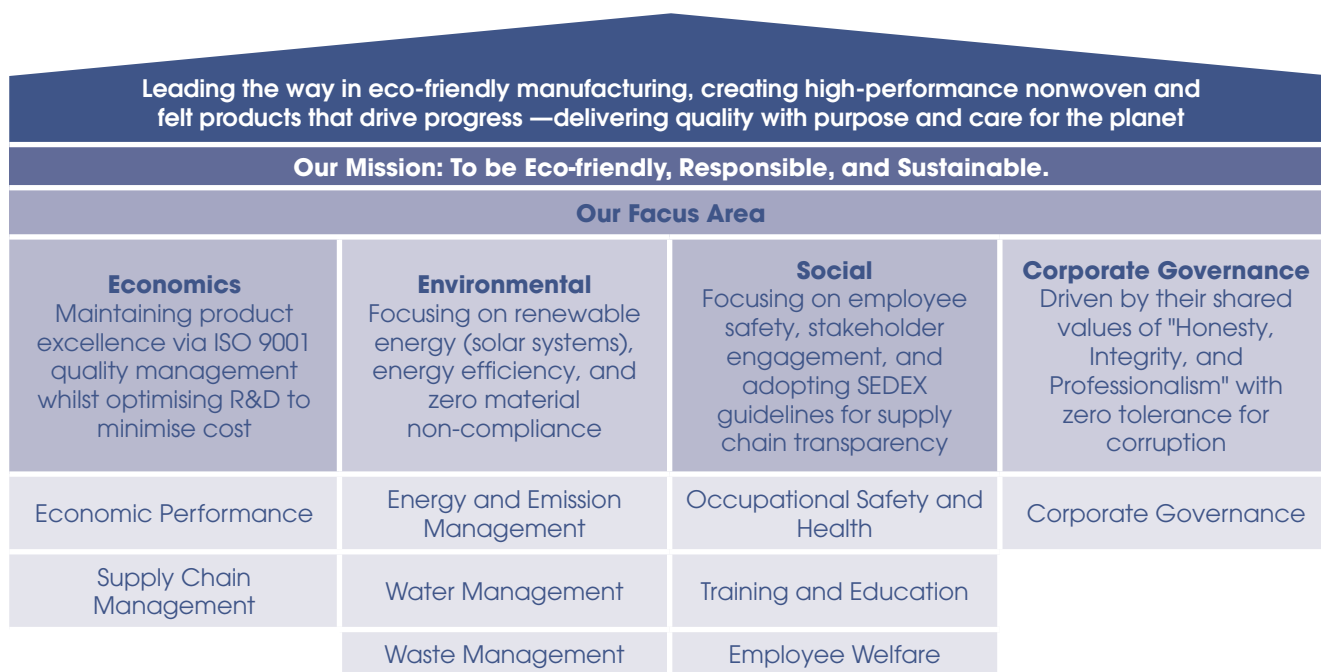 Leading the way in eco-friendly manufacturing, creating high-performance nonwoven and
felt products that drive progress —delivering quality with purpose and care for the planet
Our Mission: To be Eco-friendly, Responsible, and Sustainable.
Our Facus Area
Economics
Maintaining product
excellence via ISO 9001
quality management
whilst optimising R&D to
minimise cost
Environmental
Focusing on renewable
energy (solar systems),
energy efficiency, and
zero material
non-compliance
Social
Focusing on employee
safety, stakeholder
engagement, and
adopting SEDEX
guidelines for supply
chain transparency
Corporate Governance
Driven by their shared
values of "Honesty,
Integrity, and
Professionalism" with
zero tolerance for
corruption
Economic Performance
Energy and Emission
Management
Occupational Safety and
Health
Corporate Governance
Supply Chain
Management
Water Management
Training and Education
Waste Management
Employee Welfare